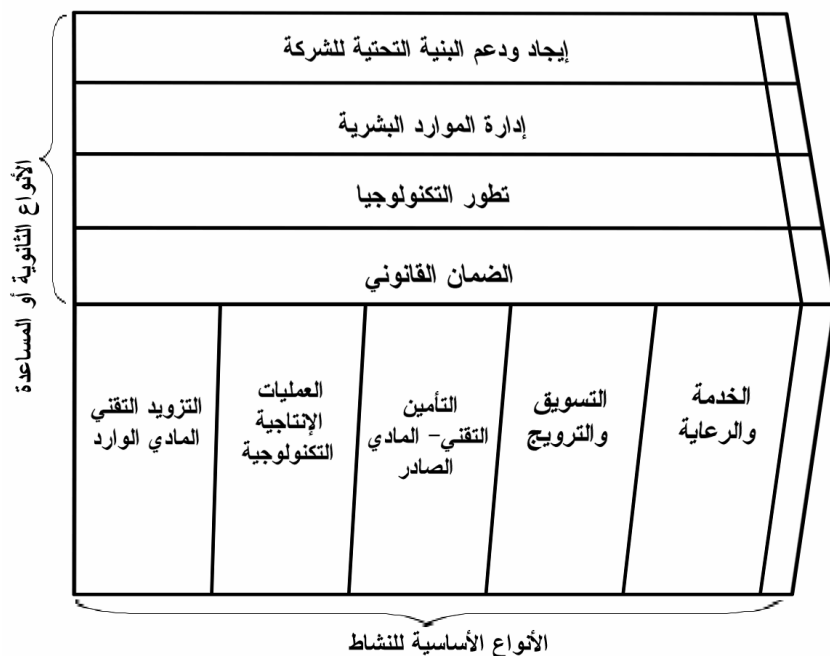 إيجاد ودعم البنية التحتية للشركة
إدارة الموارد البشرية
تطور التكنولوجيا
الضمان القانوني
الأنواع الثانوية أو المساعدة
الخدمة
والرعاية
التسويق
والترويج
التأمين
التقني- المادي
الصادر
العمليات
الإنتاجية
التكنولوجية
التزويد التقني
المادي الوارد
الأنواع الأساسية للنشاط